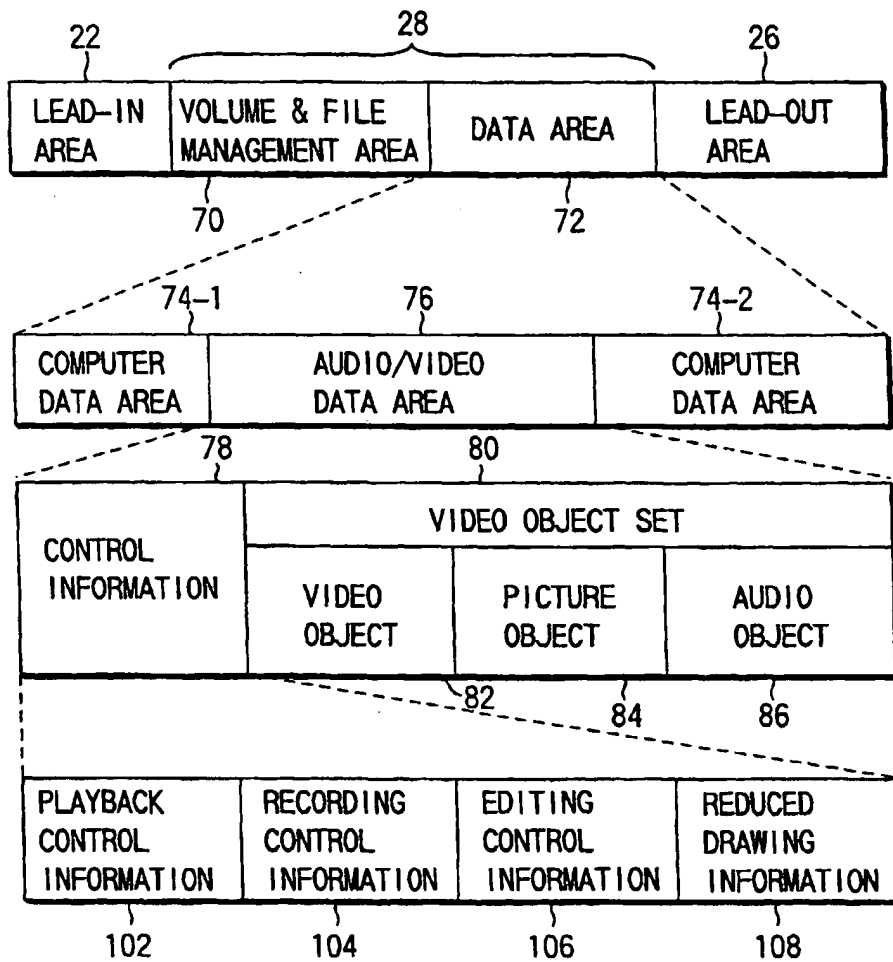 22 28 26
LEAD-IN AREA
VOLUME & FILE MANAGEMENT AREA
DATA AREA
LEAD-OUT AREA
70 72
74-1 76 74-2
COMPUTER DATA AREA
AUDIO/VIDEO DATA AREA
COMPUTER DATA AREA
78 80
CONTROL INFORMATION
VIDEO OBJECT SET
VIDEO OBJECT
PICTURE OBJECT
AUDIO OBJECT
82 84 86
PLAYBACK CONTROL INFORMATION
RECORDING CONTROL INFORMATION
EDITING CONTROL INFORMATION
REDUCED DRAWING INFORMATION
102 104 106 108